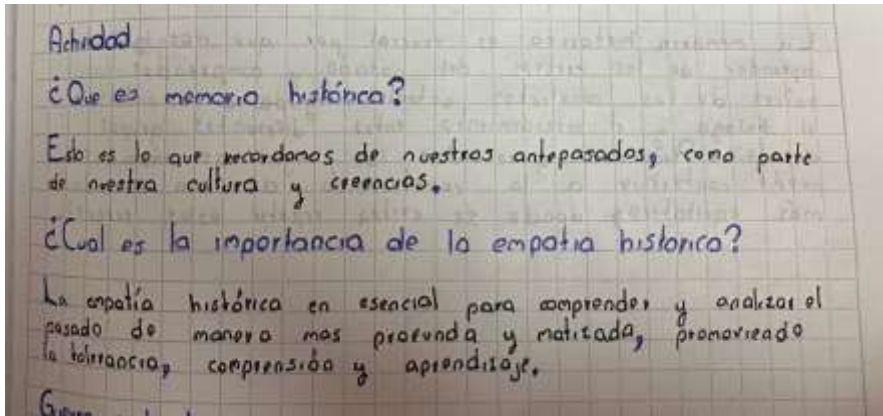 Actividad
¿Que es memoria histórica?
Esto es lo que recordamos de nuestros antepasados, como parte
de nuestra cultura y creencias.
¿Cual es la importancia de la empatia historica?
La empatía histórica en esencial para comprender y analizar el
pasado de manera mas profunda y matizada, promoviendo
la tolerancia, comprensión y aprendizaje.